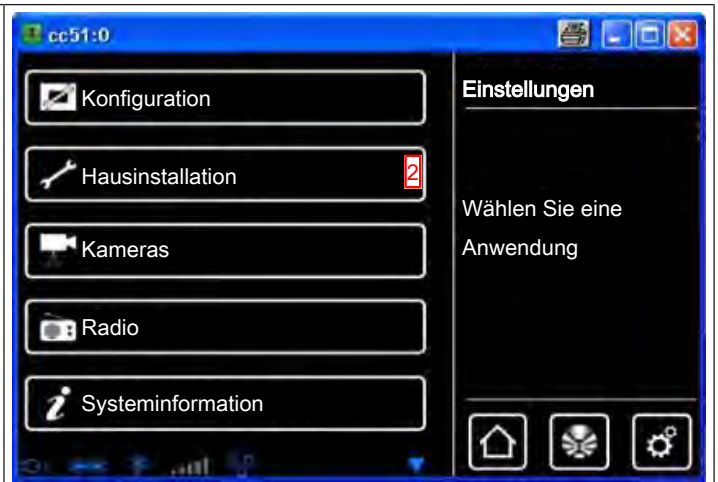 cc51:0
Konfiguration
Hausinstallation 2
Kameras
Radio
Systeminformation
Einstellungen
Wählen Sie eine
Anwendung